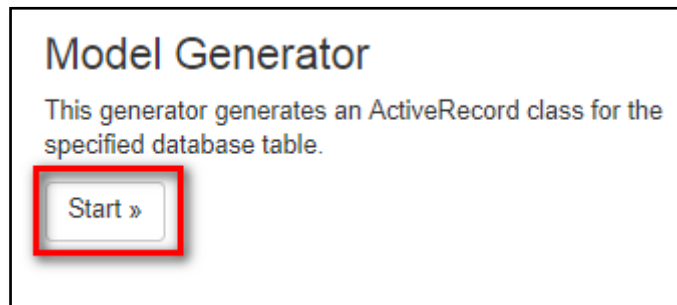 Model Generator
This generator generates an ActiveRecord class for the
specified database table.
Start »